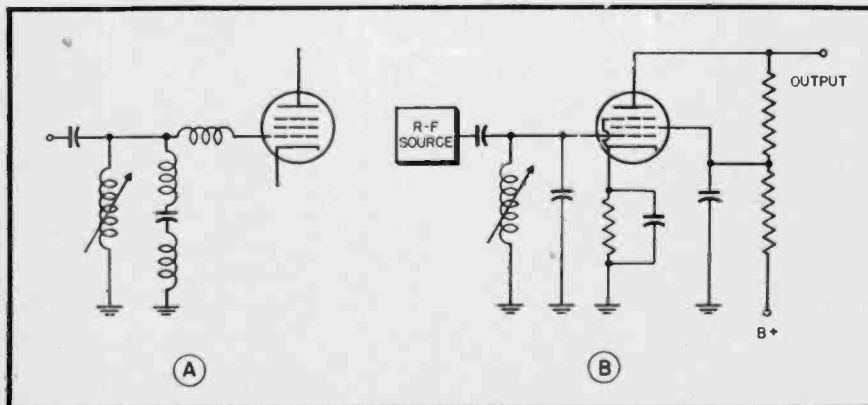 R-F
SOURCE
OUTPUT
B+
A
B